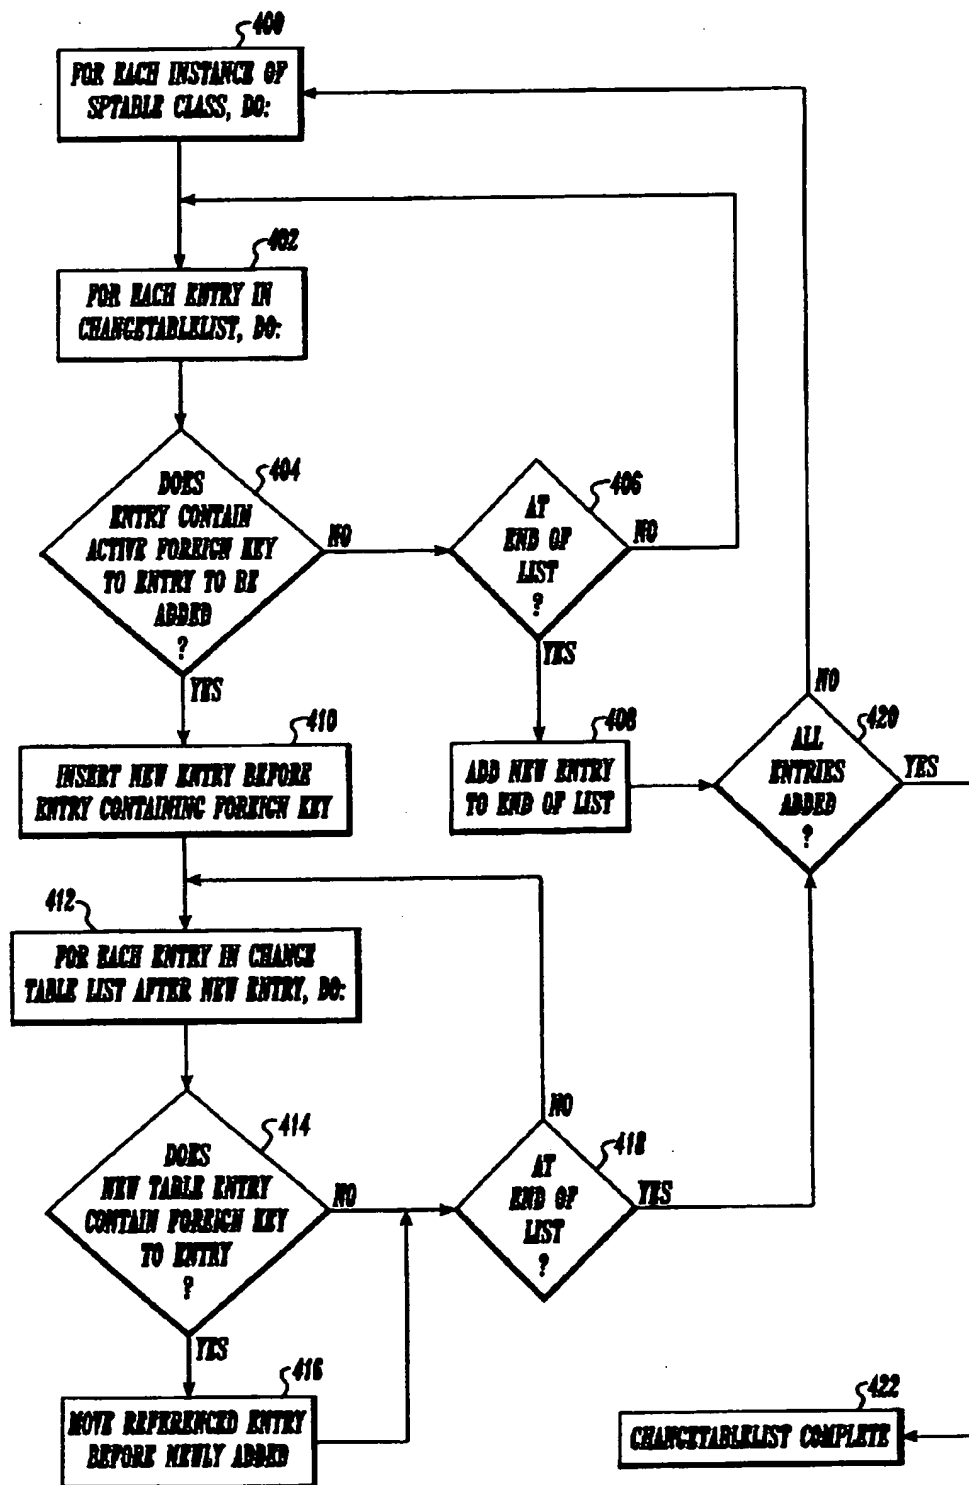 400
FOR EACH INSTANCE OF
SPTABLE CLASS, DO:
402
FOR EACH ENTRY IN
CHANGETABLELIST, DO:
404
DOES
ENTRY CONTAIN
ACTIVE FOREIGN KEY
TO ENTRY TO BE
ADDED
?
NO
YES
406
AT
END OF
LIST
?
NO
YES
408
ADD NEW ENTRY
TO END OF LIST
410
INSERT NEW ENTRY BEFORE
ENTRY CONTAINING FOREIGN KEY
NO
420
ALL
ENTRIES
ADDED
?
YES
412
FOR EACH ENTRY IN CHANGE
TABLE LIST AFTER NEW ENTRY, DO:
414
DOES
NEW TABLE ENTRY
CONTAIN FOREIGN KEY
TO ENTRY
?
NO
YES
NO
418
AT
END OF
LIST
?
YES
416
MOVE REFERENCED ENTRY
BEFORE NEWLY ADDED
422
CHANGETABLELIST COMPLETE